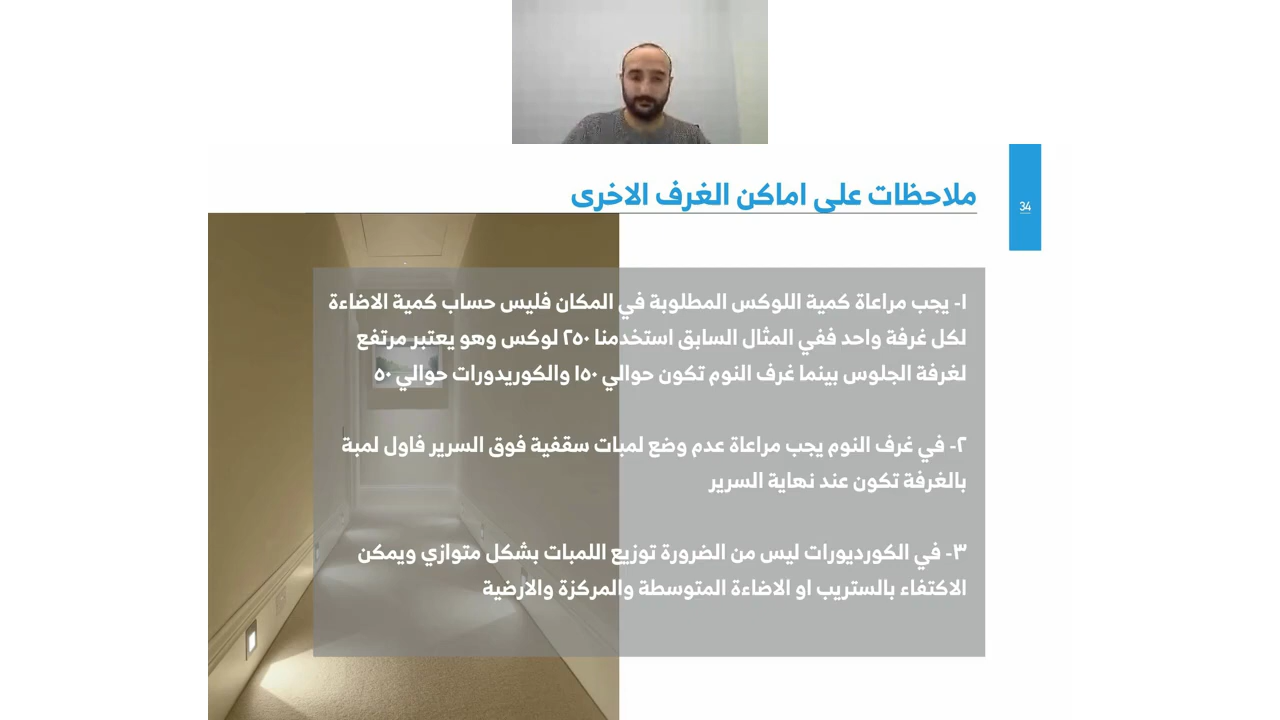 ملاحظات على اماكن الغرف الاخرى
34
١- يجب مراعاة كمية اللوكس المطلوبة في المكان فليس حساب كمية الاضاءة
لكل غرفة واحد ففي المثال السابق استخدمنا ٢٥٠ لوكس وهو يعتبر مرتفع
لغرفة الجلوس بينما غرف النوم تكون حوالي ١٥٠ والكوريدورات حوالي ٥٠
٢- في غرف النوم يجب مراعاة عدم وضع لمبات سقفية فوق السرير فاول لمبة
بالغرفة تكون عند نهاية السرير
٣- في الكورديورات ليس من الضرورة توزيع اللمبات بشكل متوازي ويمكن
الاكتفاء بالستريب او الاضاءة المتوسطة والمركزة والارضية